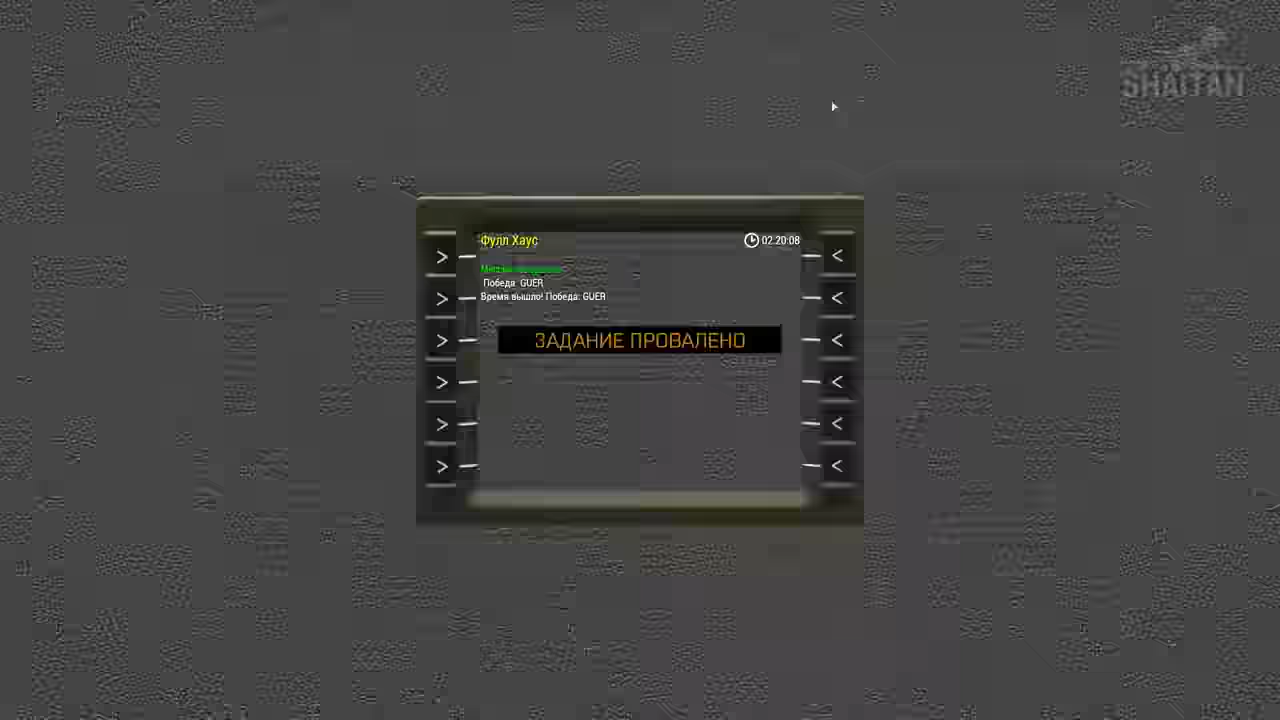 SHAITAN
Фулл Хаус
02:20:08
Победа: GUER
Время вышло! Победа: GUER
ЗАДАНИЕ ПРОВАЛЕНО